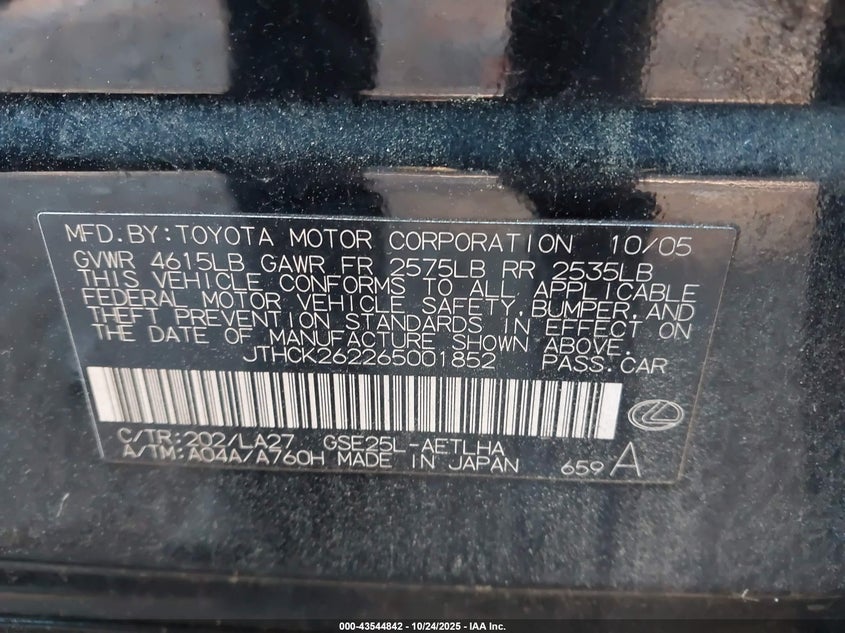 MFD.BY:TOYOTA MOTOR CORPORATION 10/05
GVWR 4615LB GAWR FR 2575LB RR 2535LB
THIS VEHICLE CONFORMS TO ALL APPLICABLE
FEDERAL MOTOR VEHICLE SAFETY,BUMPER,AND
THEFT PREVENTION STANDARDS IN EFFECT ON
THE DATE OF MANUFACTURE SHOWN ABOVE.
JTHCK262265001852 PASS.CAR
C/TR:202/LA27 GSE25L-AETLHA
A/TM:A04A/A760H MADE IN JAPAN 659 A
000-43544842 - 10/24/2025 - IAA Inc.